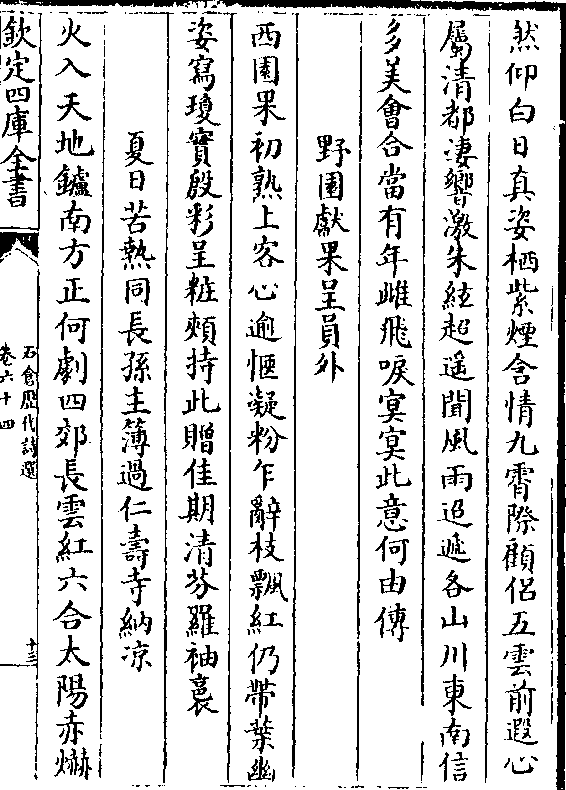 然仰白日真姿栖紫煙含情九霄際顧侶五雲前遐心
屬清都凄響激朱絃超遙聞風雨迢遞各山川東南信
多美會合當有年雌飛唳寞寞此意何由傳
野園獻果呈員外
西園果初熟上客心逾愜凝粉乍辭枝飄紅仍帶葉幽
姿寫瓊實殷彩呈粧頰持此贈佳期清芬羅袖裛
夏日苦熱同長孫主簿過仁壽寺納凉
火入天地鑪南方正何劇四郊長雲紅六合太陽赤爀
欽定四庫全書
石倉歷代詩選
卷六十四
十三